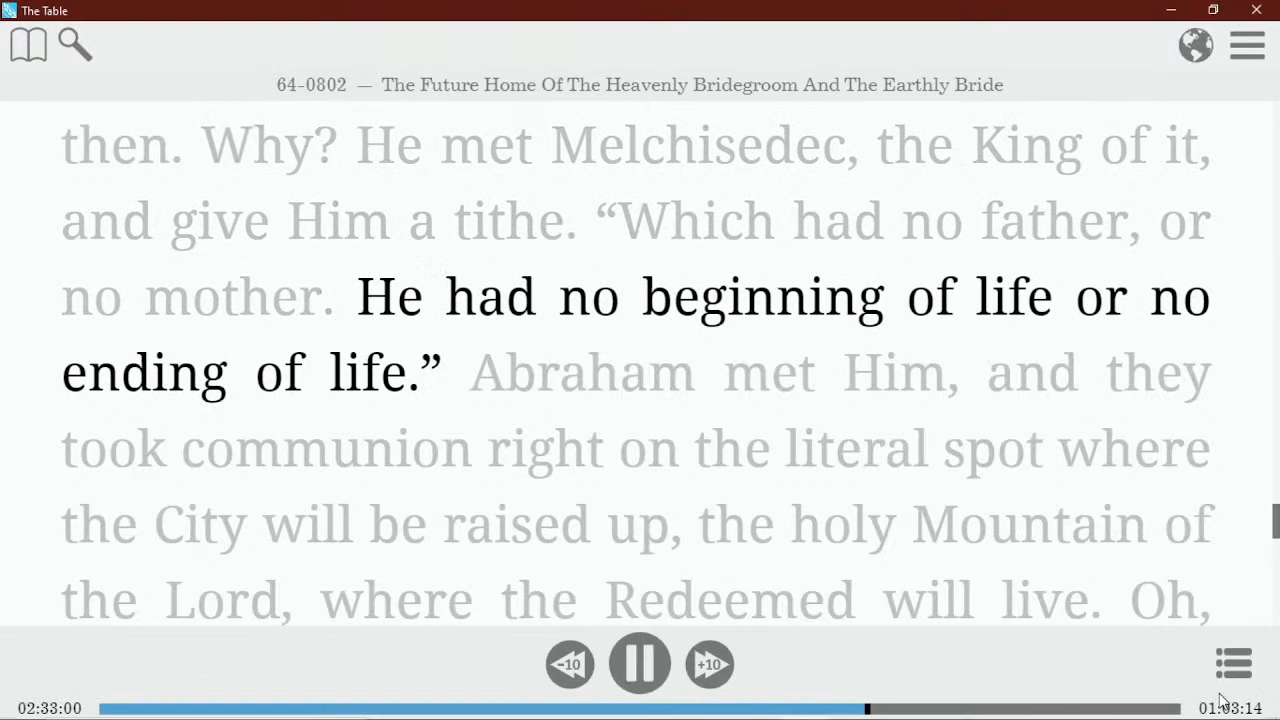 The Table
64-0802 — The Future Home Of The Heavenly Bridegroom And The Earthly Bride
then. Why? He met Melchisedec, the King of it,
and give Him a tithe. “Which had no father, or
no mother. He had no beginning of life or no
ending of life.” Abraham met Him, and they
took communion right on the literal spot where
the City will be raised up, the holy Mountain of
the Lord, where the Redeemed will live. Oh,
-10 +10
02:33:00 01:03:14